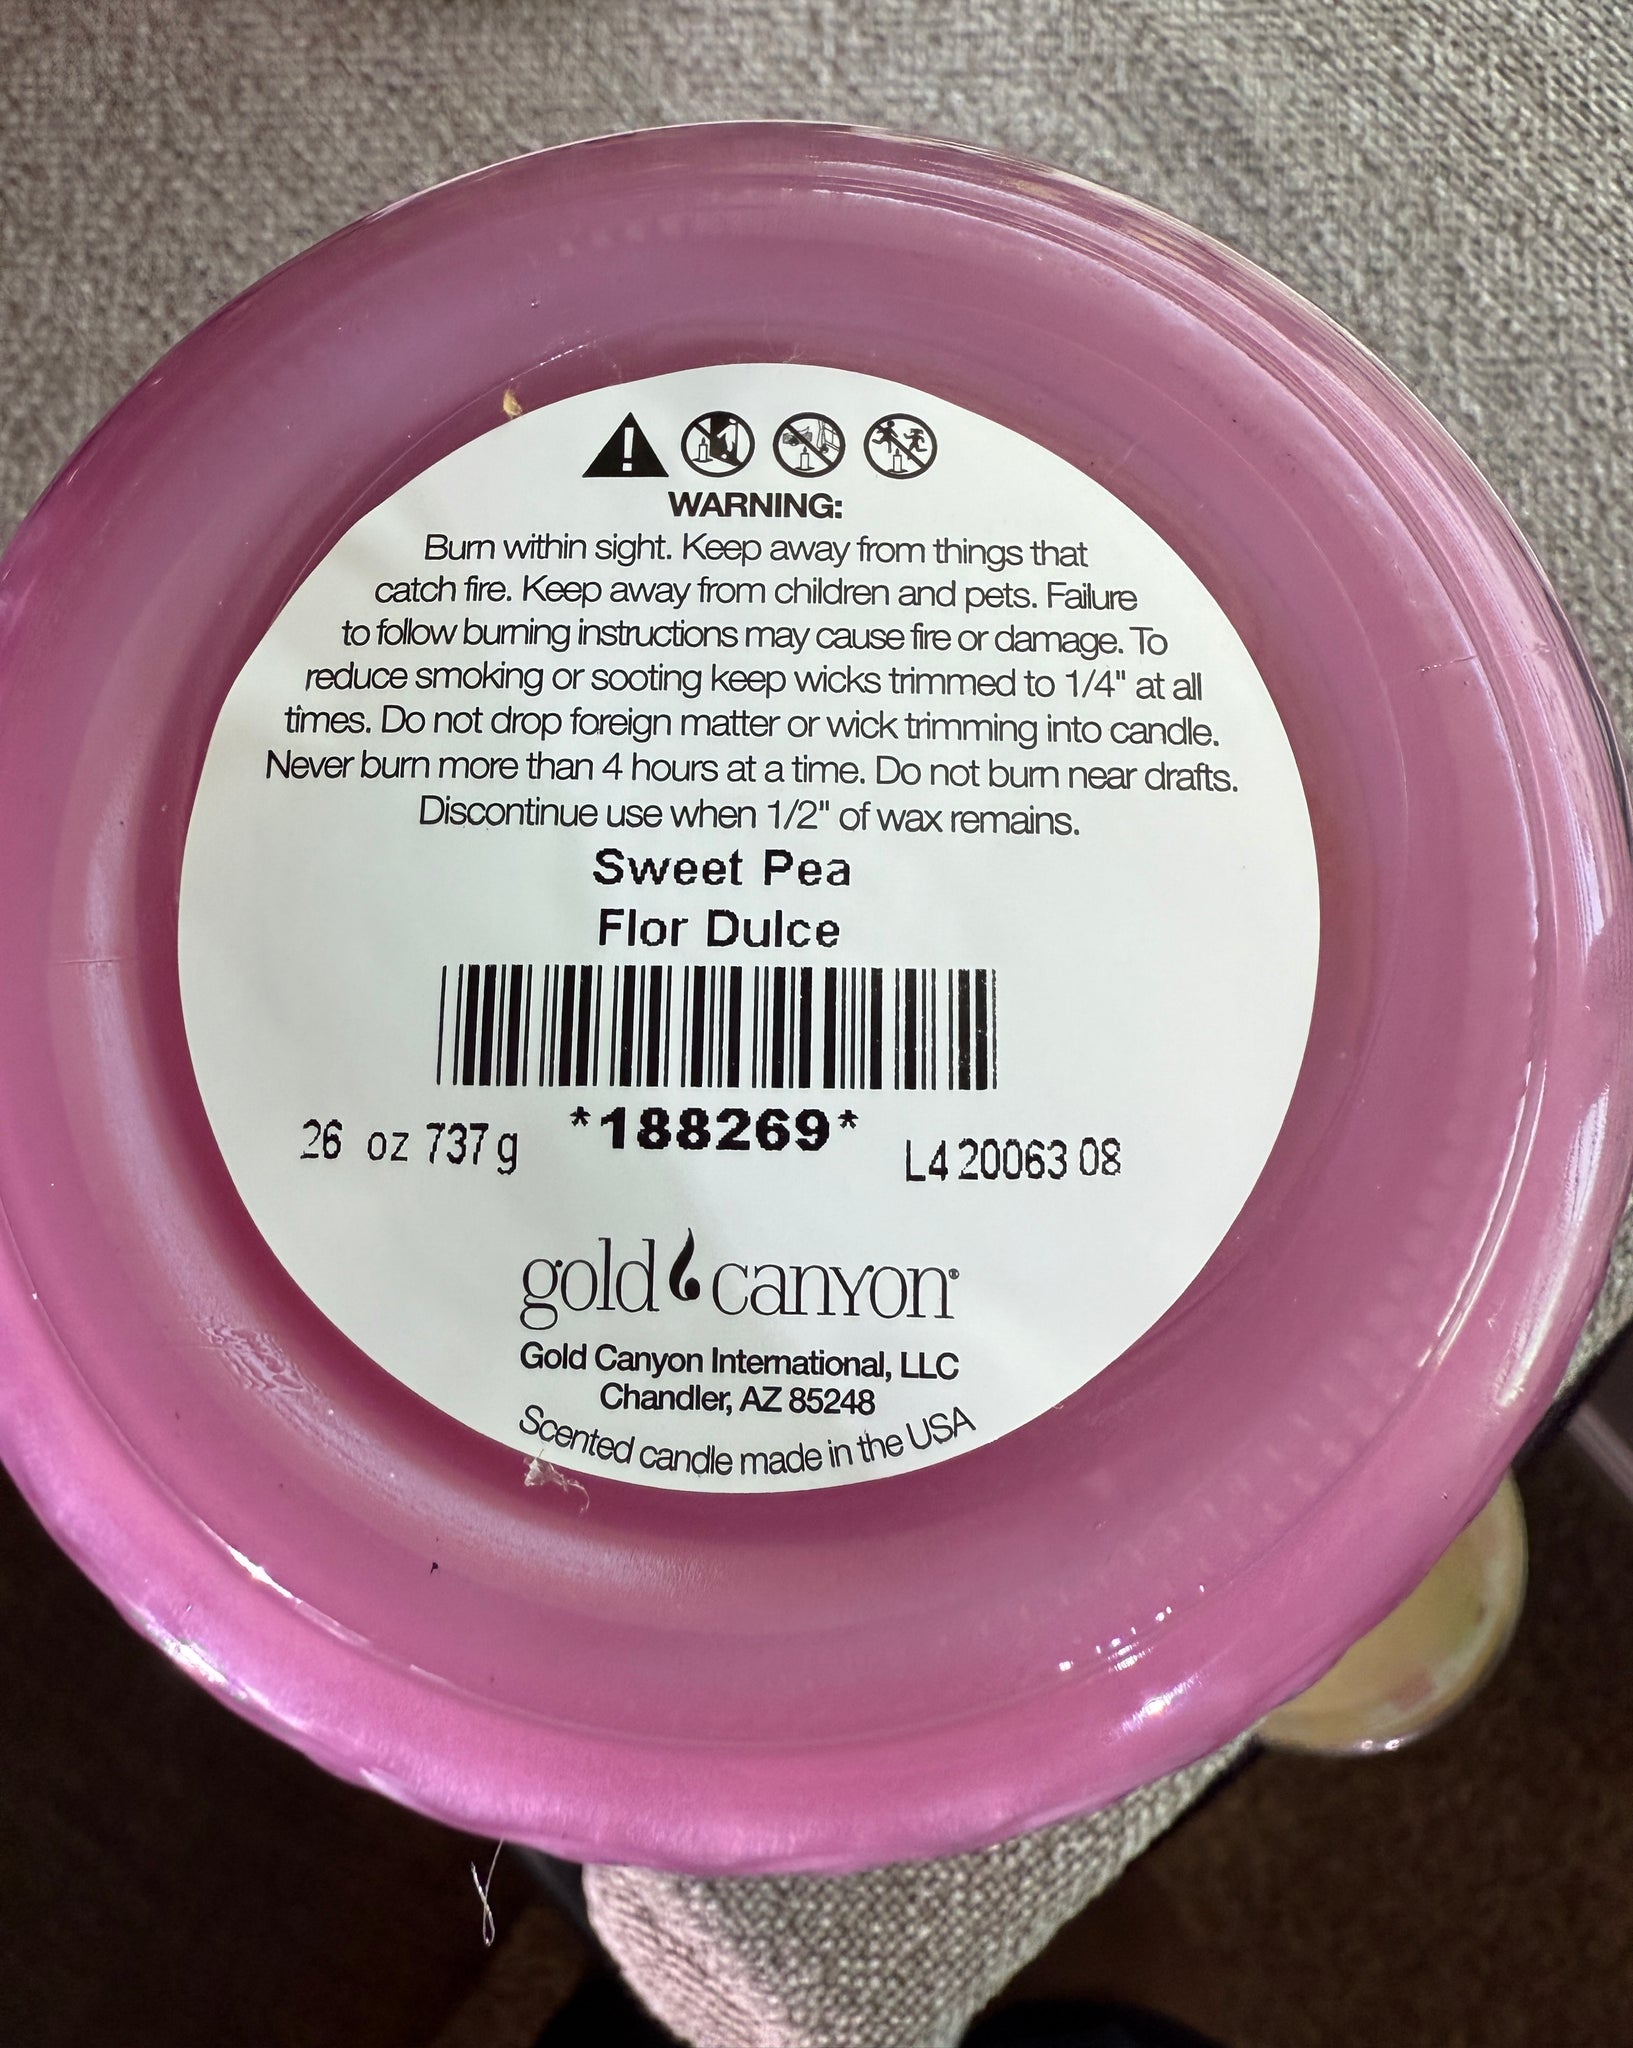 WARNING:
Burn within sight. Keep away from things that
catch fire. Keep away from children and pets. Failure
to follow burning instructions may cause fire or damage. To
reduce smoking or sooting keep wicks trimmed to 1/4" at all
times. Do not drop foreign matter or wick trimming into candle.
Never burn more than 4 hours at a time. Do not burn near drafts.
Discontinue use when 1/2" of wax remains.
Sweet Pea
Flor Dulce
26 oz 737g *188269* L4 20063 08
gold canyon®
Gold Canyon International, LLC
Chandler, AZ 85248
Scented candle made in the USA